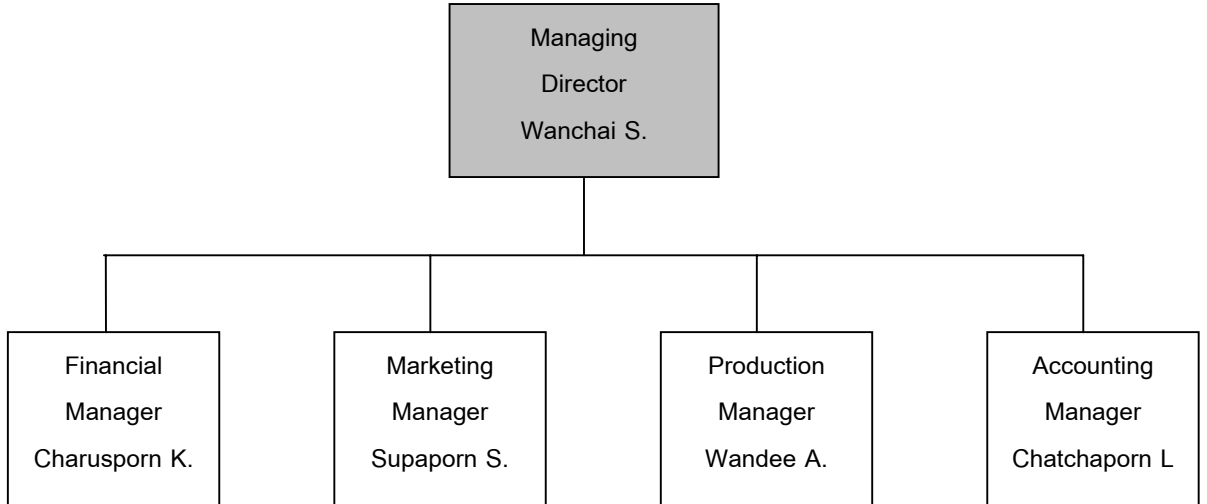 Managing
Director
Wanchai S.
Financial
Manager
Charusporn K.
Marketing
Manager
Supaporn S.
Production
Manager
Wandee A.
Accounting
Manager
Chatchaporn L